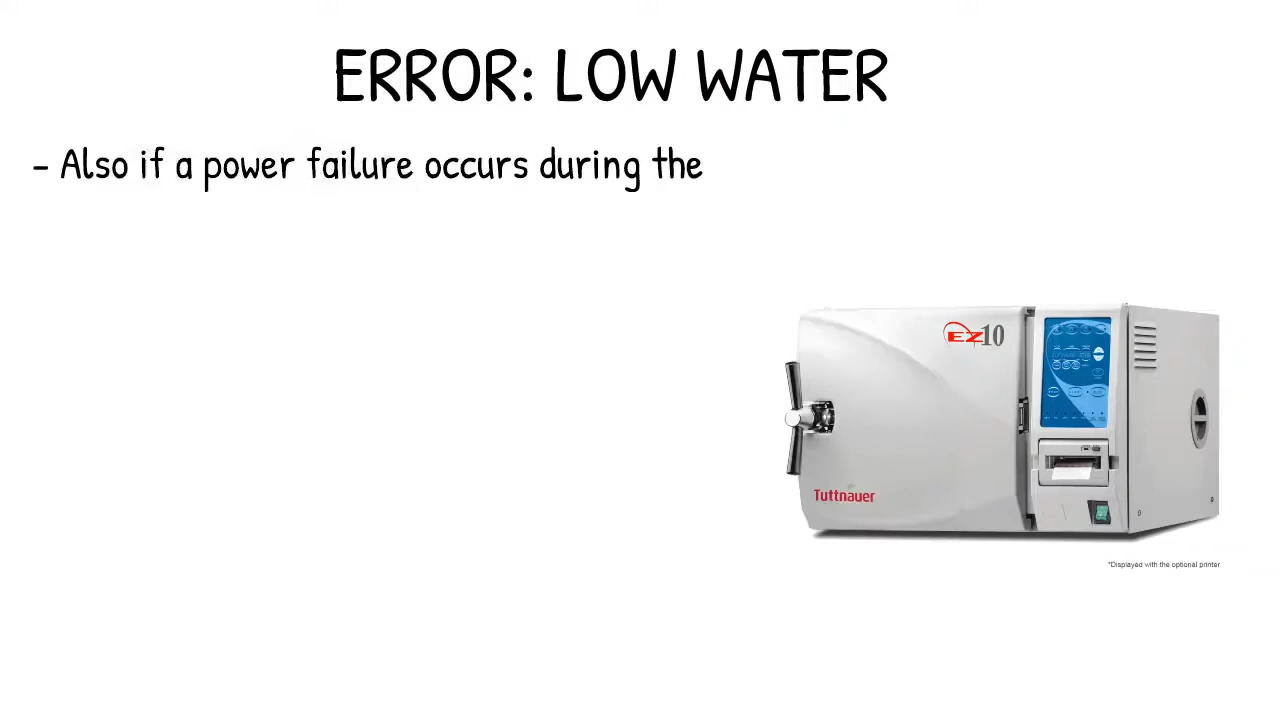 ERROR: LOW WATER
- Also if a power failure occurs during the
EZ10
Tuttnauer
*Displayed with the optional printer